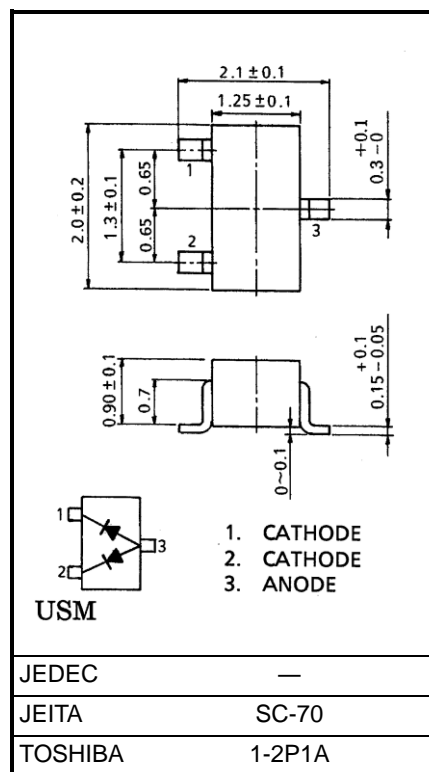 2.1±0.1
1.25±0.1
+0.1
0.3−0
2.0±0.2
1.3±0.1
0.65
0.65
1
2
3
0.90±0.1
0.7
+0.1
0.15−0.05
0~0.1
1
2
3
1. CATHODE
2. CATHODE
3. ANODE
USM
JEDEC —
JEITA SC-70
TOSHIBA 1-2P1A